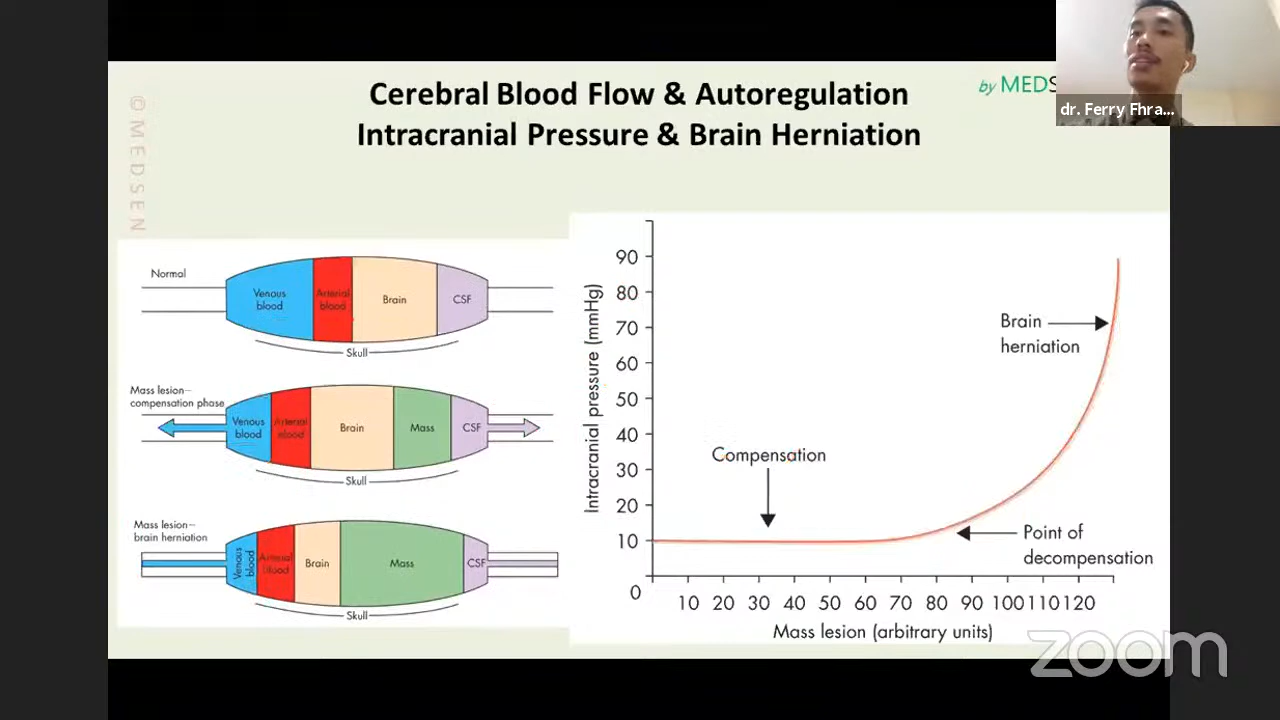 Cerebral Blood Flow & Autoregulation
Intracranial Pressure & Brain Herniation
by MEDS
dr. Ferry Fhra...
©MEDSEN
Normal
Venous
blood
Arterial
blood
Brain
CSF
Skull
Mass lesion–
compensation phase
Venous
blood
Arterial
blood
Brain
Mass
CSF
Skull
Mass lesion–
brain herniation
Venous
blood
Arterial
blood
Brain
Mass
CSF
Skull
Intracranial pressure (mmHg)
90
80
70
60
50
40
30
20
10
0
10 20 30 40 50 60 70 80 90 100 110 120
Mass lesion (arbitrary units)
Compensation
Brain
herniation
Point of
decompensation
zoom